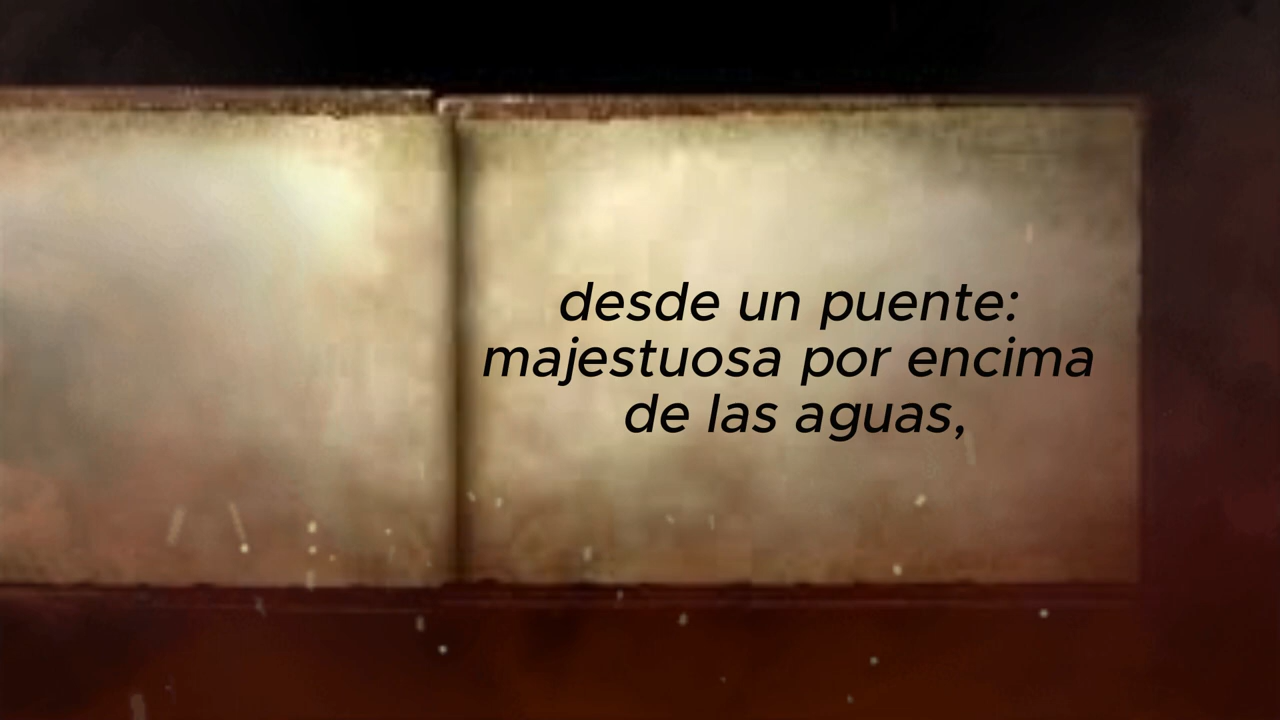 desde un puente:
majestuosa por encima
de las aguas,